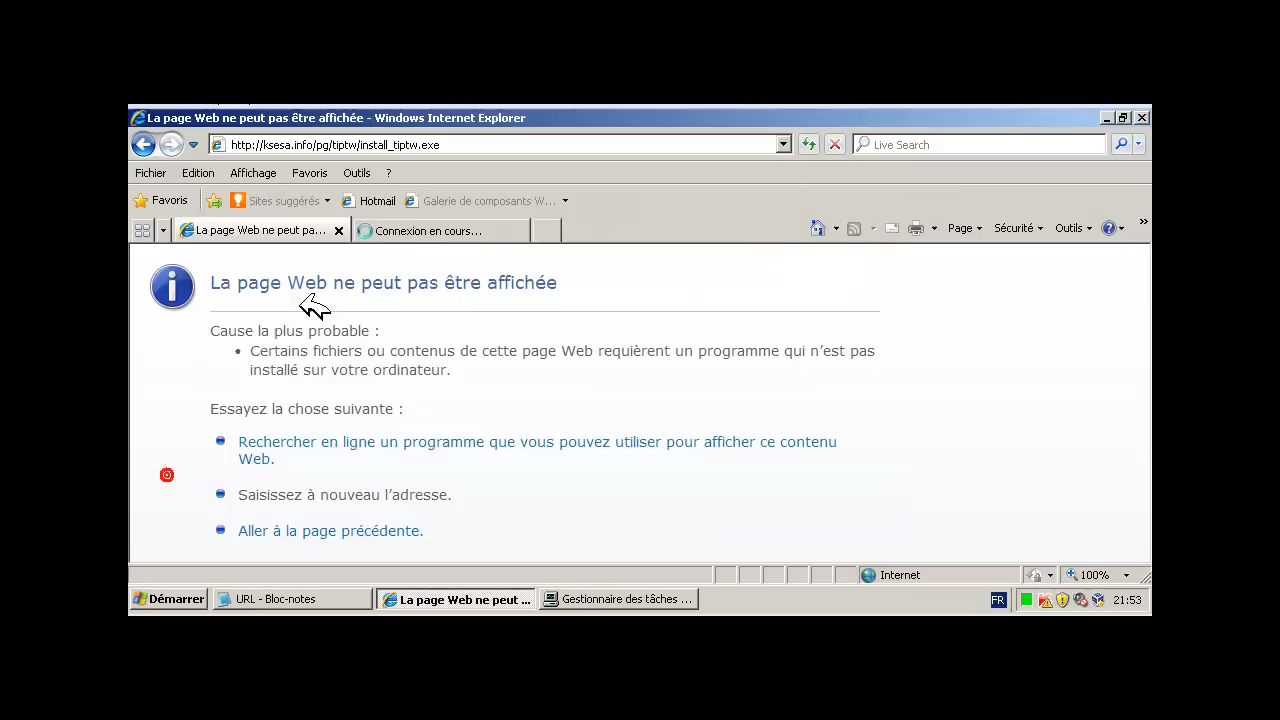 La page Web ne peut pas être affichée - Windows Internet Explorer
http://ksesa.info/pg/tiptw/install_tiptw.exe
Live Search
Fichier Edition Affichage Favoris Outils ?
Favoris Sites suggérés Hotmail Galerie de composants W...
La page Web ne peut pa... Connexion en cours... Page Sécurité Outils »
La page Web ne peut pas être affichée
Cause la plus probable :
• Certains fichiers ou contenus de cette page Web requièrent un programme qui n'est pas
installé sur votre ordinateur.
Essayez la chose suivante :
Rechercher en ligne un programme que vous pouvez utiliser pour afficher ce contenu
Web.
Saisissez à nouveau l'adresse.
Aller à la page précédente.
Internet 100%
Démarrer URL - Bloc-notes La page Web ne peut ... Gestionnaire des tâches ... FR 21:53